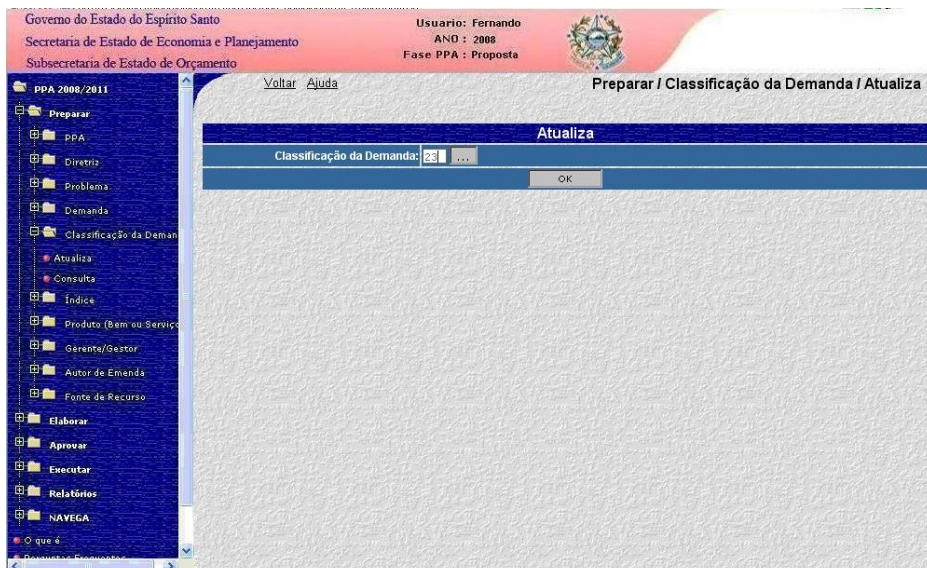 Governo do Estado do Espírito Santo
Secretaria de Estado de Economia e Planejamento
Subsecretaria de Estado de Orçamento
Usuario: Fernando
ANO : 2008
Fase PPA : Proposta
Voltar Ajuda
Preparar / Classificação da Demanda / Atualiza
PPA 2008/2011
Preparar
PPA
Diretriz
Problema
Demanda
Classificação da Deman
Atualiza
Consulta
Índice
Produto (Bem ou Serviço
Gerente/Gestor
Autor de Emenda
Fonte de Recurso
Elaborar
Aprovar
Executar
Relatórios
NAVEGA
O que é
Perguntas Frequentes
Atualiza
Classificação da Demanda: 23 ...
OK